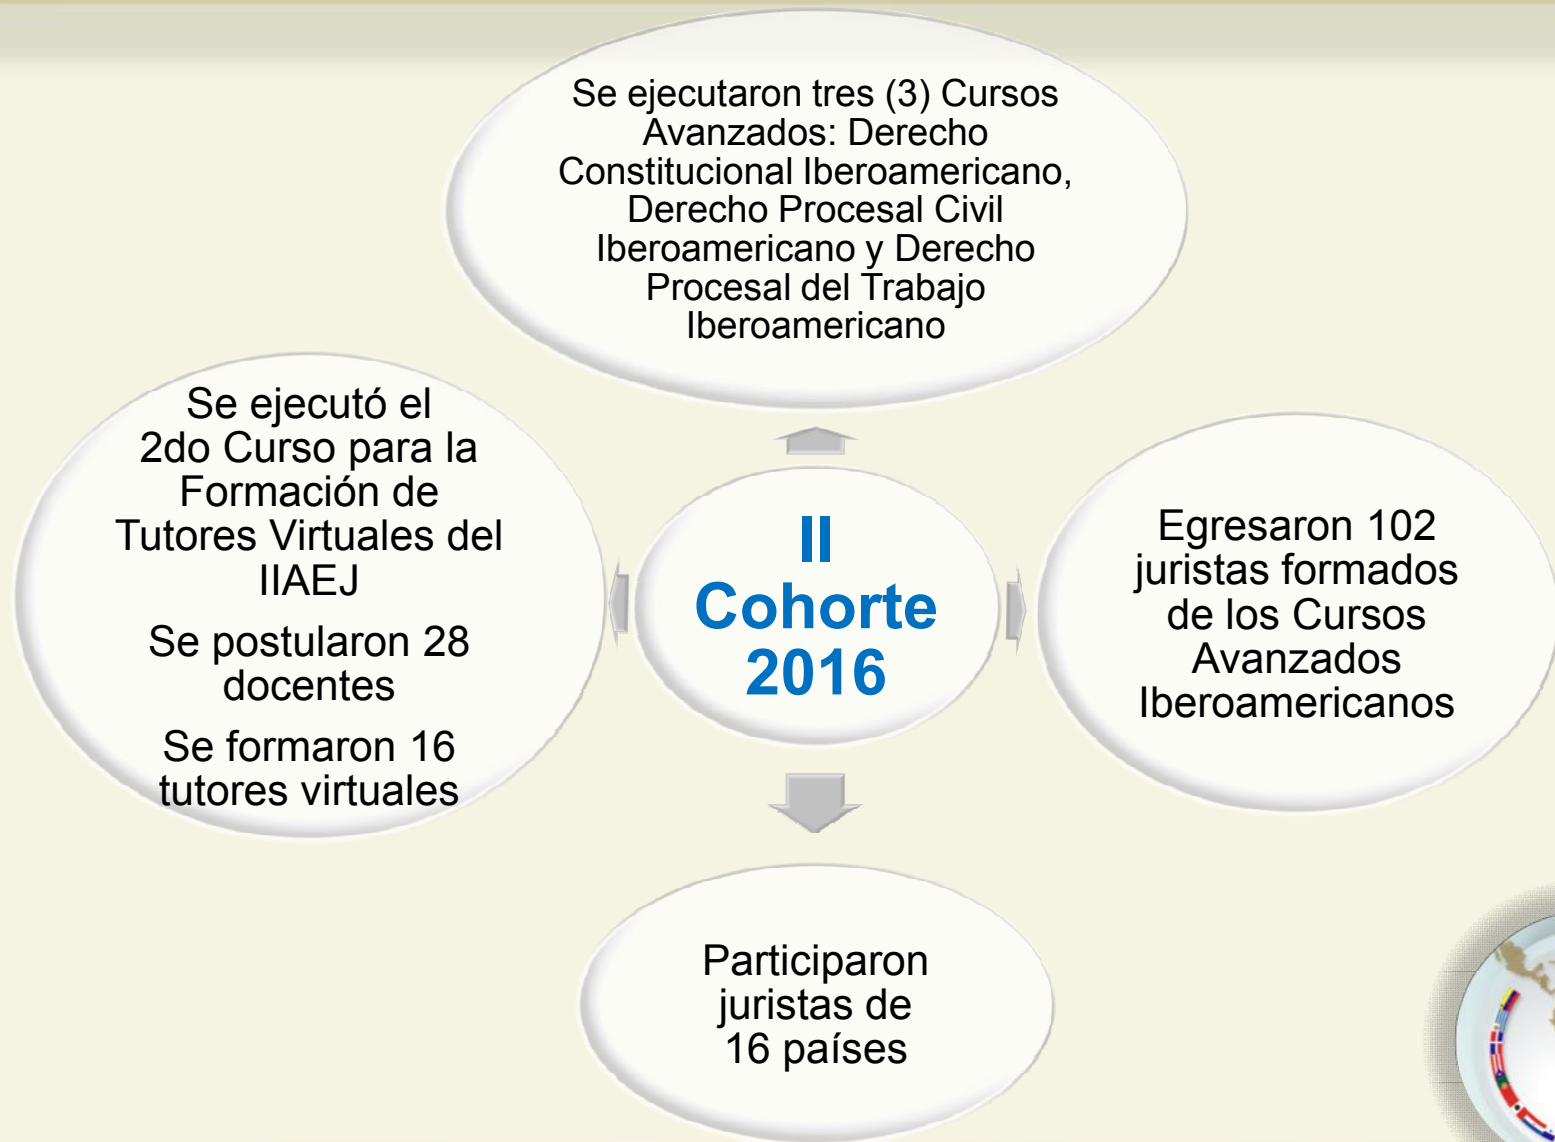 Se ejecutaron tres (3) Cursos
Avanzados: Derecho
Constitucional Iberoamericano,
Derecho Procesal Civil
Iberoamericano y Derecho
Procesal del Trabajo
Iberoamericano
Se ejecutó el
2do Curso para la
Formación de
Tutores Virtuales del
IIAEJ
Se postularon 28
docentes
Se formaron 16
tutores virtuales
II
Cohorte
2016
Egresaron 102
juristas formados
de los Cursos
Avanzados
Iberoamericanos
Participaron
juristas de
16 países